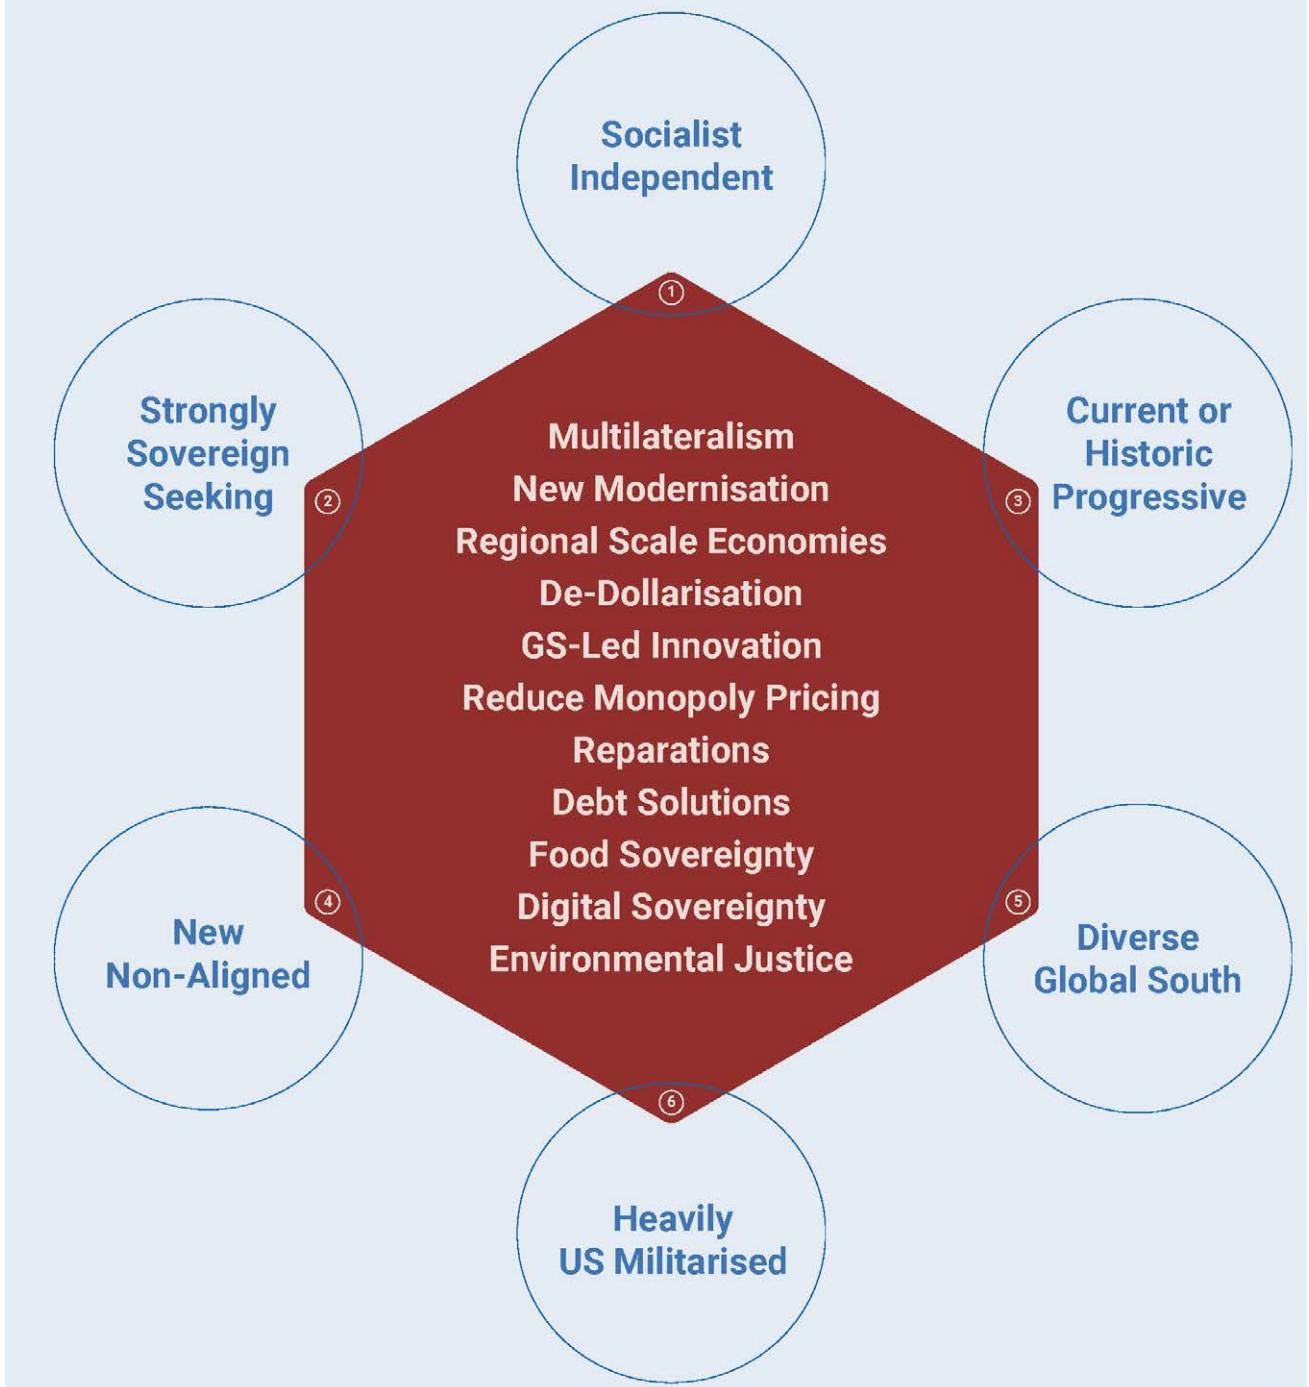 Socialist
Independent
①
Strongly
Sovereign
Seeking
②
Current or
Historic
Progressive
③
Multilateralism
New Modernisation
Regional Scale Economies
De-Dollarisation
GS-Led Innovation
Reduce Monopoly Pricing
Reparations
Debt Solutions
Food Sovereignty
Digital Sovereignty
Environmental Justice
New
Non-Aligned
④
Diverse
Global South
⑤
⑥
Heavily
US Militarised